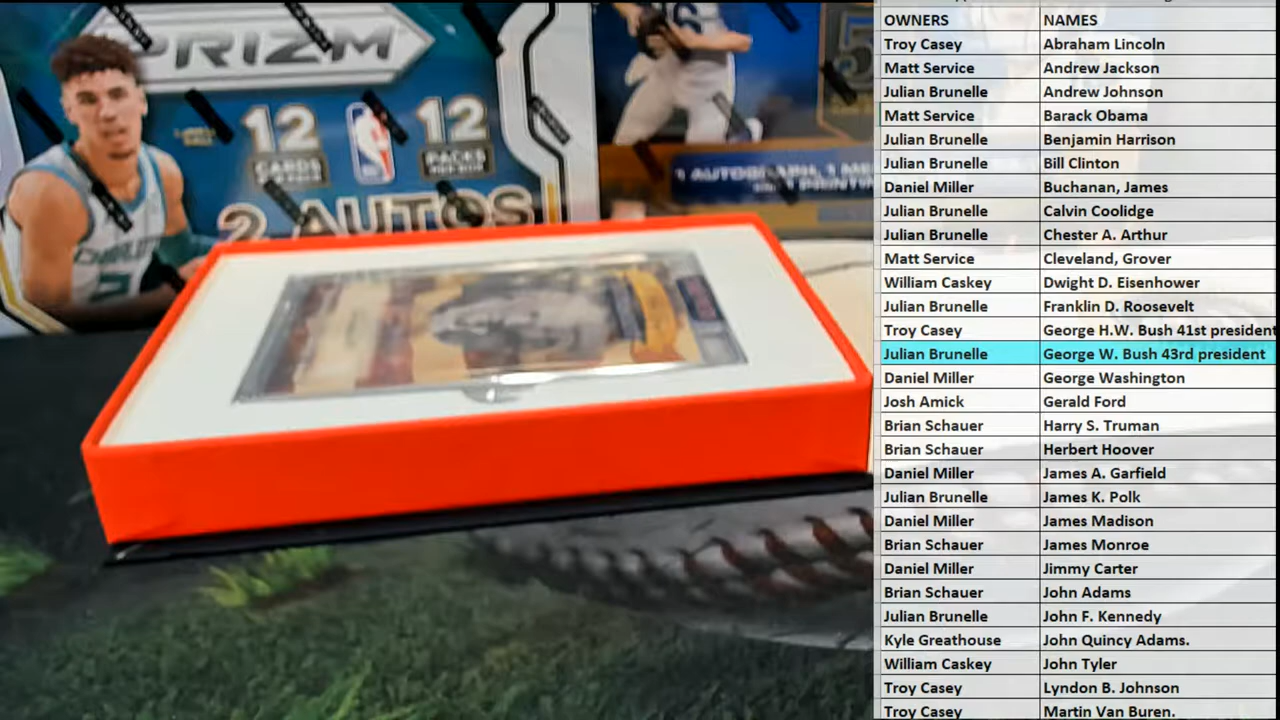 PRIZM
12 12
CARDS PACKS
2 AUTOS
CHARLOTTE
1 AUTOGRAPH, 1 MEM
OWNERS NAMES
Troy Casey Abraham Lincoln
Matt Service Andrew Jackson
Julian Brunelle Andrew Johnson
Matt Service Barack Obama
Julian Brunelle Benjamin Harrison
Julian Brunelle Bill Clinton
Daniel Miller Buchanan, James
Julian Brunelle Calvin Coolidge
Julian Brunelle Chester A. Arthur
Matt Service Cleveland, Grover
William Caskey Dwight D. Eisenhower
Julian Brunelle Franklin D. Roosevelt
Troy Casey George H.W. Bush 41st president
Julian Brunelle George W. Bush 43rd president
Daniel Miller George Washington
Josh Amick Gerald Ford
Brian Schauer Harry S. Truman
Brian Schauer Herbert Hoover
Daniel Miller James A. Garfield
Julian Brunelle James K. Polk
Daniel Miller James Madison
Brian Schauer James Monroe
Daniel Miller Jimmy Carter
Brian Schauer John Adams
Julian Brunelle John F. Kennedy
Kyle Greathouse John Quincy Adams.
William Caskey John Tyler
Troy Casey Lyndon B. Johnson
Troy Casey Martin Van Buren.